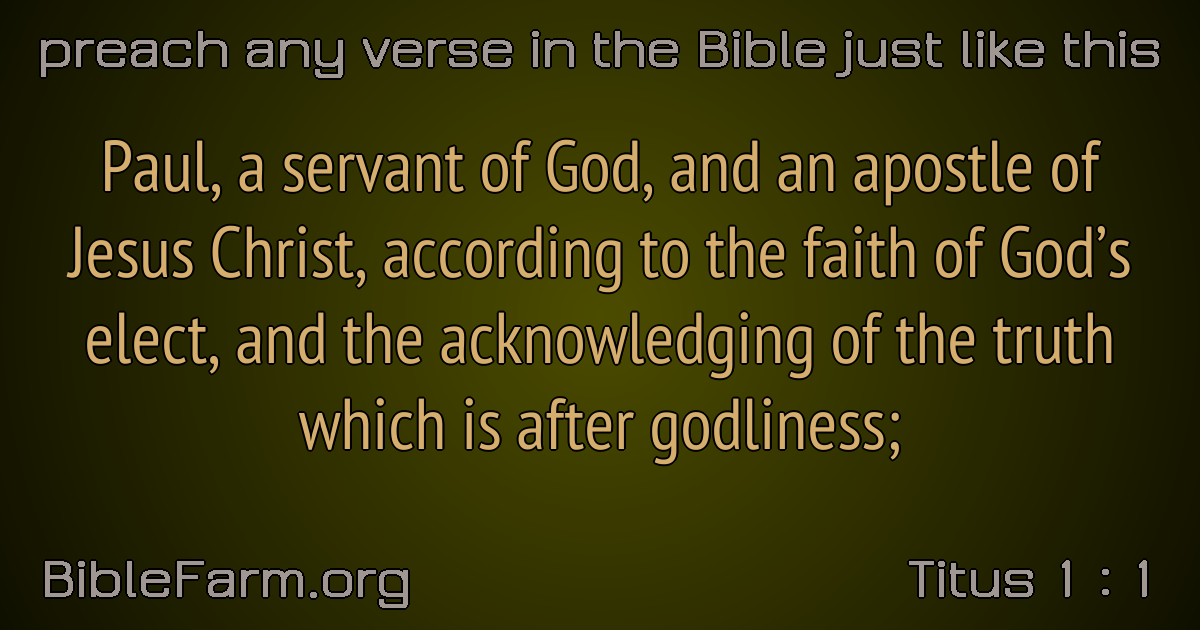 preach any verse in the Bible just like this
Paul, a servant of God, and an apostle of
Jesus Christ, according to the faith of God’s
elect, and the acknowledging of the truth
which is after godliness;
BibleFarm.org
Titus 1 : 1